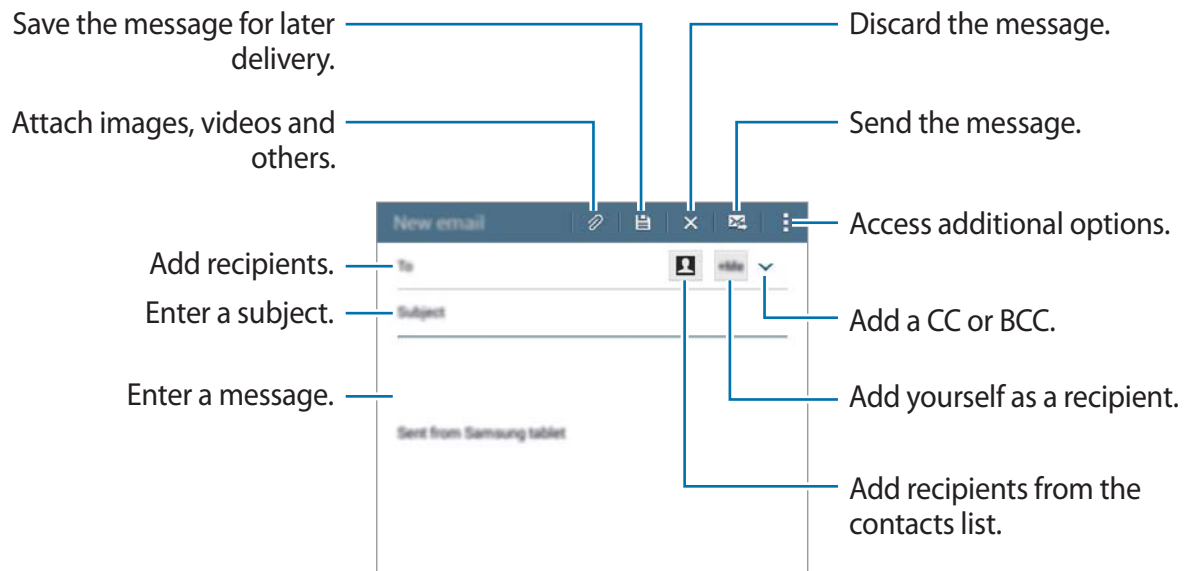 Save the message for later
delivery.
Discard the message.
Attach images, videos and
others.
Send the message.
New email
Access additional options.
Add recipients.
To
+Me
Enter a subject.
Subject
Add a CC or BCC.
Enter a message.
Add yourself as a recipient.
Sent from Samsung tablet
Add recipients from the
contacts list.